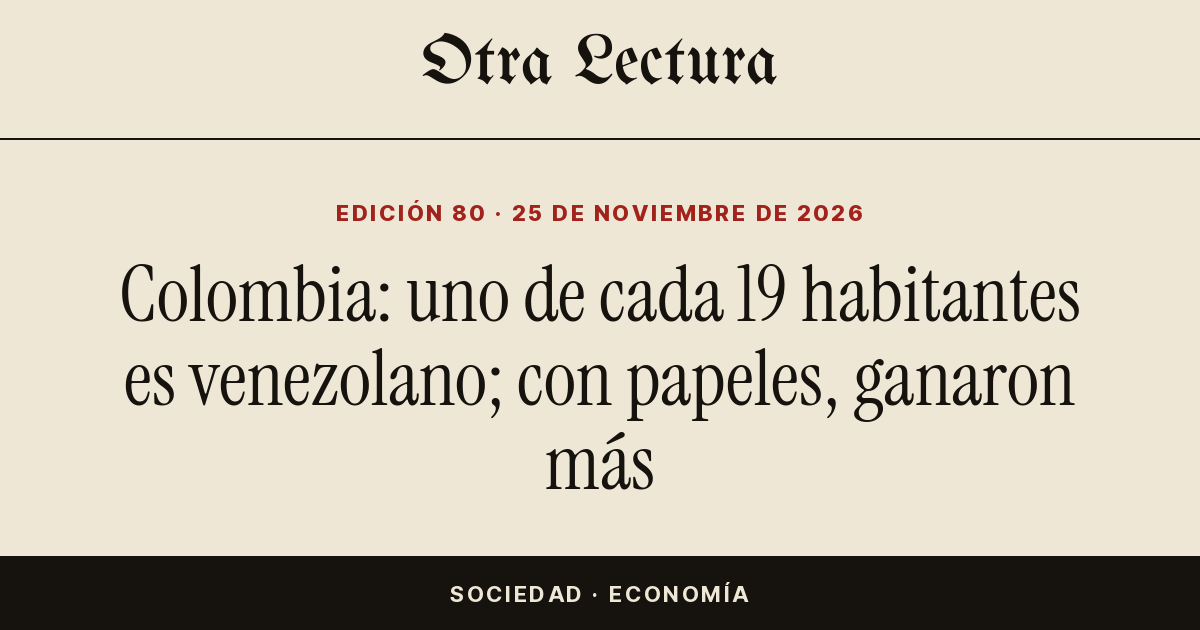 Otra Lectura
EDICIÓN 80 · 25 DE NOVIEMBRE DE 2026
Colombia: uno de cada 19 habitantes
es venezolano; con papeles, ganaron
más
SOCIEDAD · ECONOMÍA